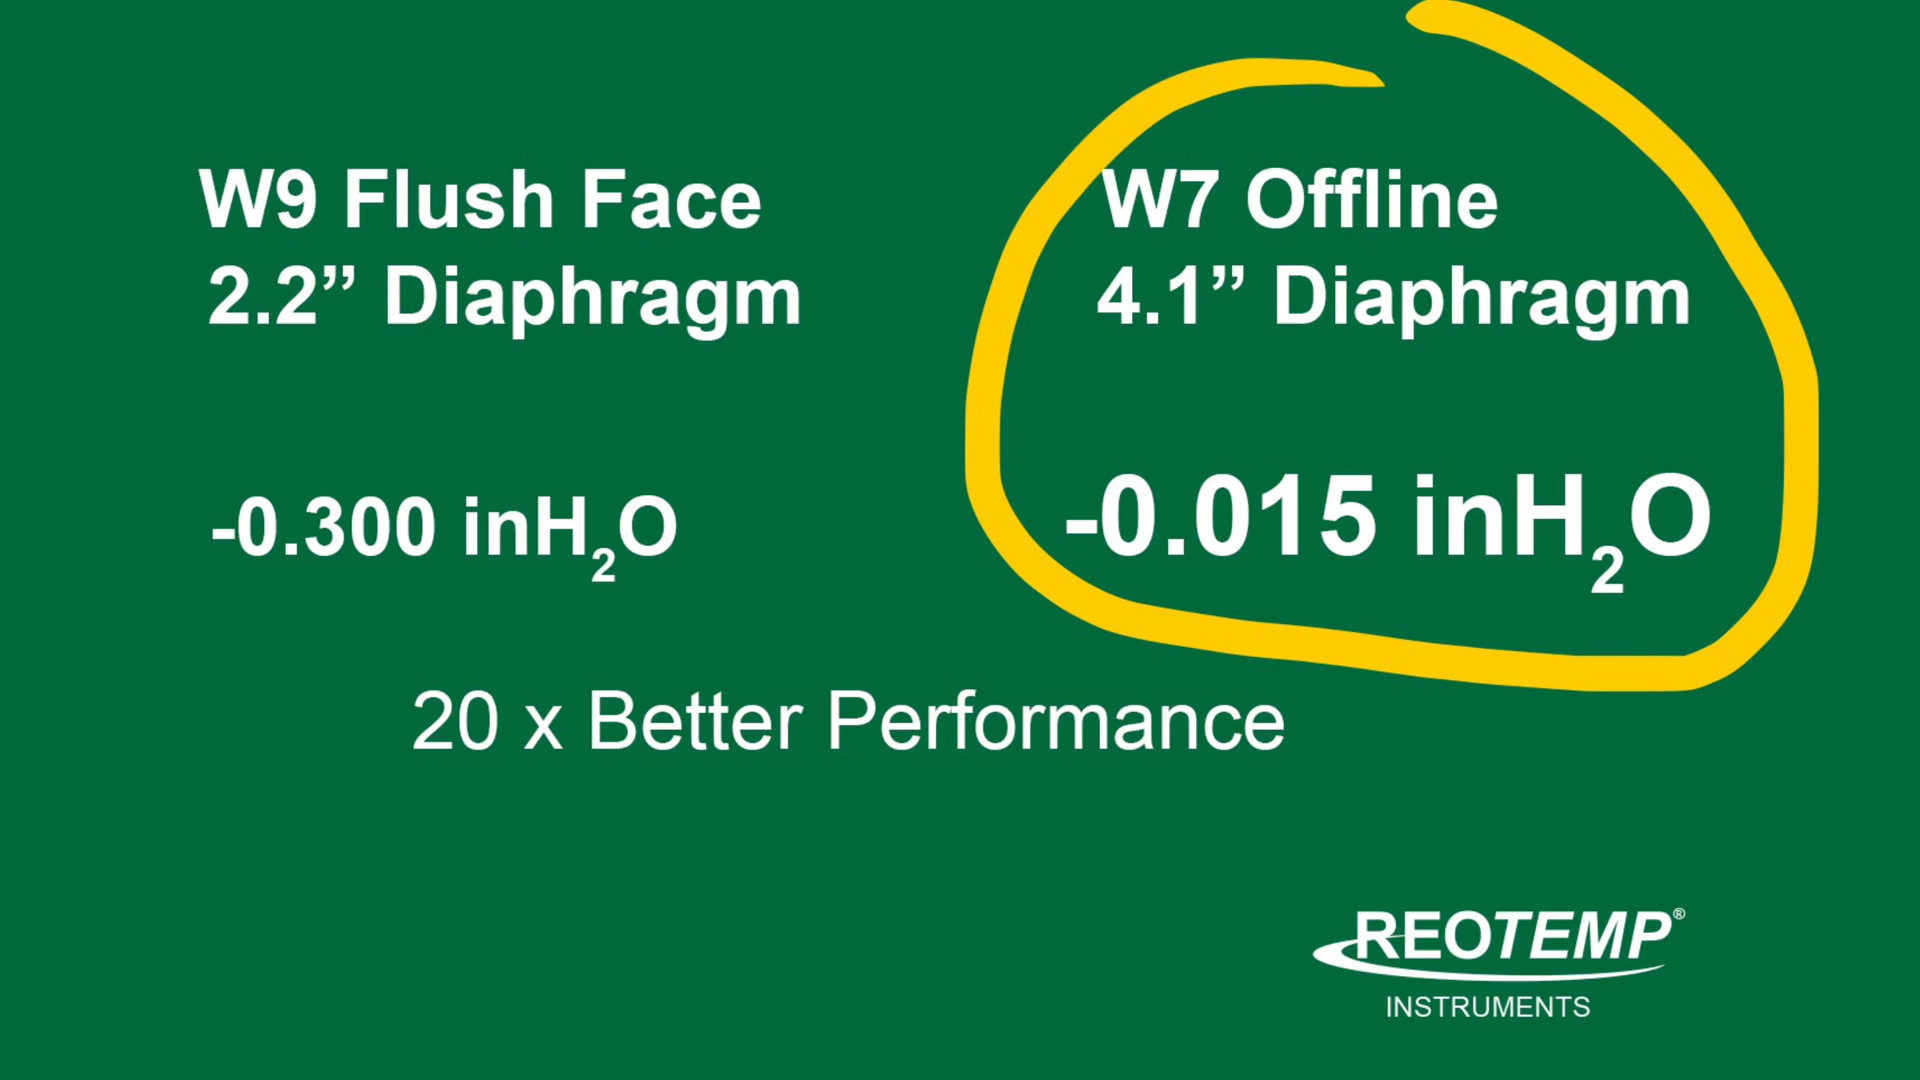 W9 Flush Face
2.2” Diaphragm
-0.300 inH₂O
W7 Offline
4.1” Diaphragm
-0.015 inH₂O
20 x Better Performance
REOTEMP®
INSTRUMENTS